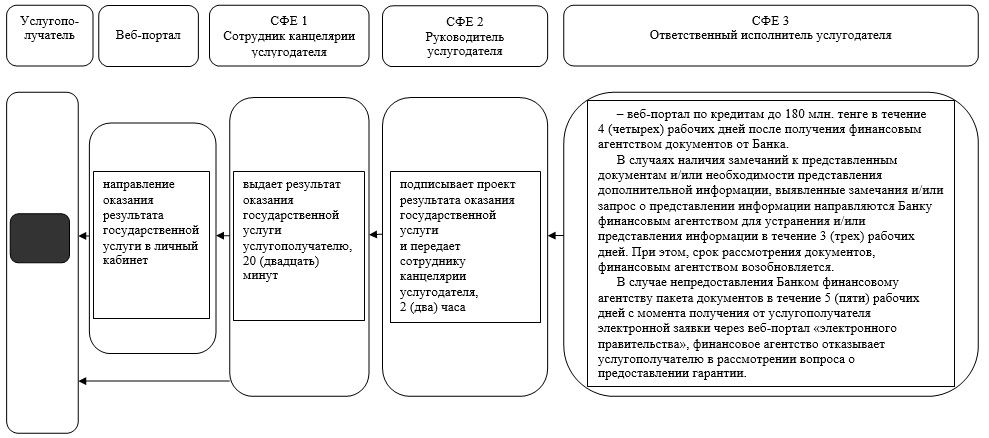 Услугопо-
лучатель
Веб-портал
СФЕ 1
Сотрудник канцелярии
услугодателя
СФЕ 2
Руководитель
услугодателя
СФЕ 3
Ответственный исполнитель услугодателя
направление
оказания
результата
государственной
услуги в личный
кабинет
выдает результат
оказания
государственной
услуги
услугополучателю,
20 (двадцать)
минут
подписывает проект
результата оказания
государственной
услуги
и передает
сотруднику
канцелярии
услугодателя,
2 (два) часа
– веб-портал по кредитам до 180 млн. тенге в течение
4 (четырех) рабочих дней после получения финансовым
агентством документов от Банка.
В случаях наличия замечаний к представленным
документам и/или необходимости представления
дополнительной информации, выявленные замечания и/или
запрос о представлении информации направляются Банку
финансовым агентством для устранения и/или
представления информации в течение 3 (трех) рабочих
дней. При этом, срок рассмотрения документов,
финансовым агентством возобновляется.
В случае непредоставления Банком финансовому
агентству пакета документов в течение 5 (пяти) рабочих
дней с момента получения от услугополучателя
электронной заявки через веб-портал «электронного
правительства», финансовое агентство отказывает
услугополучателю в рассмотрении вопроса о
предоставлении гарантии.